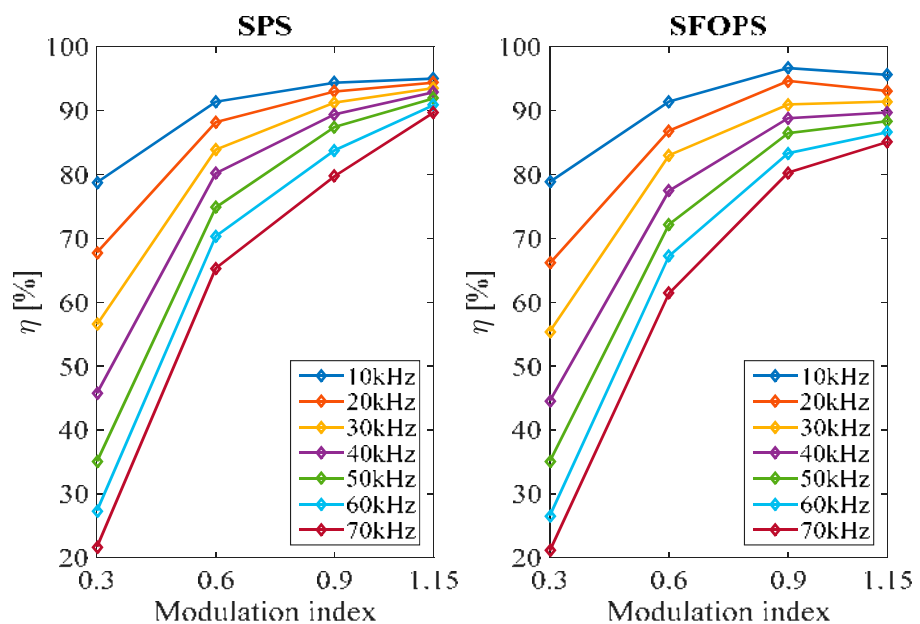 SPS
η [%]
100
90
80
70
60
50
40
30
20
0.3 0.6 0.9 1.15
Modulation index
10kHz
20kHz
30kHz
40kHz
50kHz
60kHz
70kHz
SFOPS
η [%]
100
90
80
70
60
50
40
30
20
0.3 0.6 0.9 1.15
Modulation index
10kHz
20kHz
30kHz
40kHz
50kHz
60kHz
70kHz